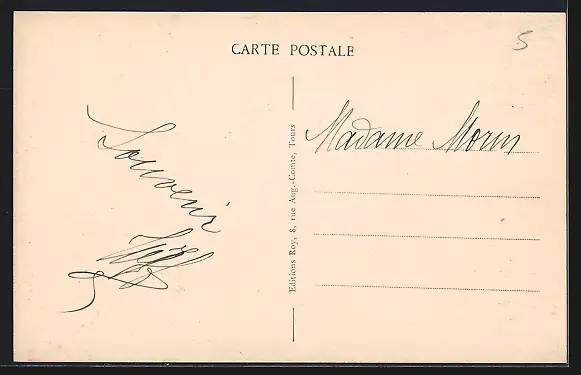 CARTE POSTALE
5
Souvenir
Editions Roy, 8, rue Aug.-Comte, Tours
Madame Morin